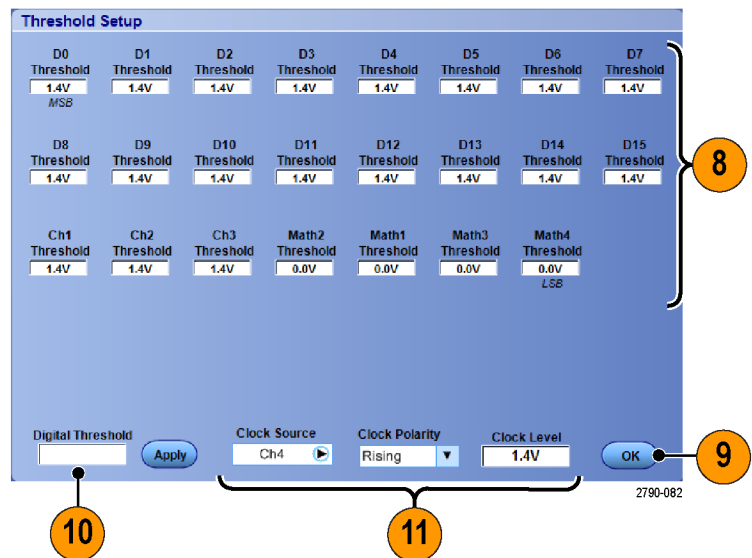 Threshold Setup
D0 D1 D2 D3 D4 D5 D6 D7
Threshold Threshold Threshold Threshold Threshold Threshold Threshold Threshold
1.4V 1.4V 1.4V 1.4V 1.4V 1.4V 1.4V 1.4V
MSB
D8 D9 D10 D11 D12 D13 D14 D15
Threshold Threshold Threshold Threshold Threshold Threshold Threshold Threshold
1.4V 1.4V 1.4V 1.4V 1.4V 1.4V 1.4V 1.4V
8
Ch1 Ch2 Ch3 Math2 Math1 Math3 Math4
Threshold Threshold Threshold Threshold Threshold Threshold Threshold
1.4V 1.4V 1.4V 0.0V 0.0V 0.0V 0.0V
LSB
Digital Threshold Clock Source Clock Polarity Clock Level
Apply Ch4 Rising 1.4V OK 9
2790-082
10 11